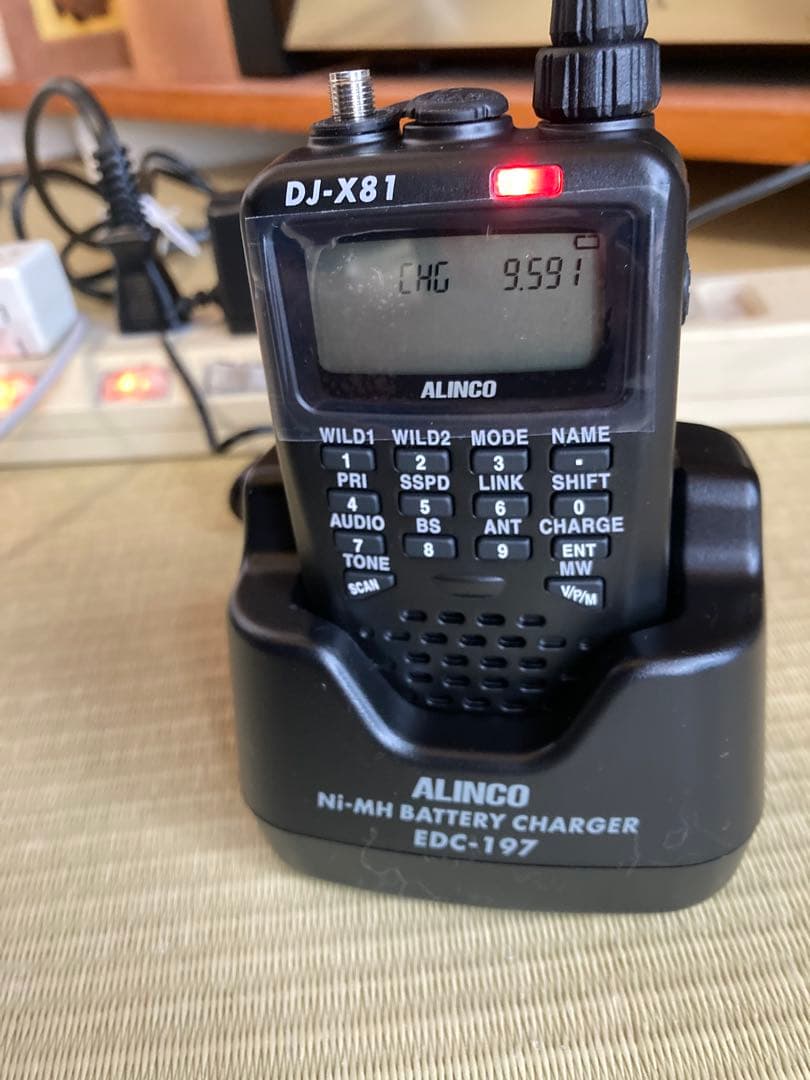 DJ-X81
CHG 9.591
ALINCO
WILD1 WILD2 MODE NAME
1 2 3 .
PRI SSPD LINK SHIFT
4 5 6 0
AUDIO BS ANT CHARGE
7 8 9 ENT
TONE MW
SCAN V/P/M
ALINCO
Ni-MH BATTERY CHARGER
EDC-197